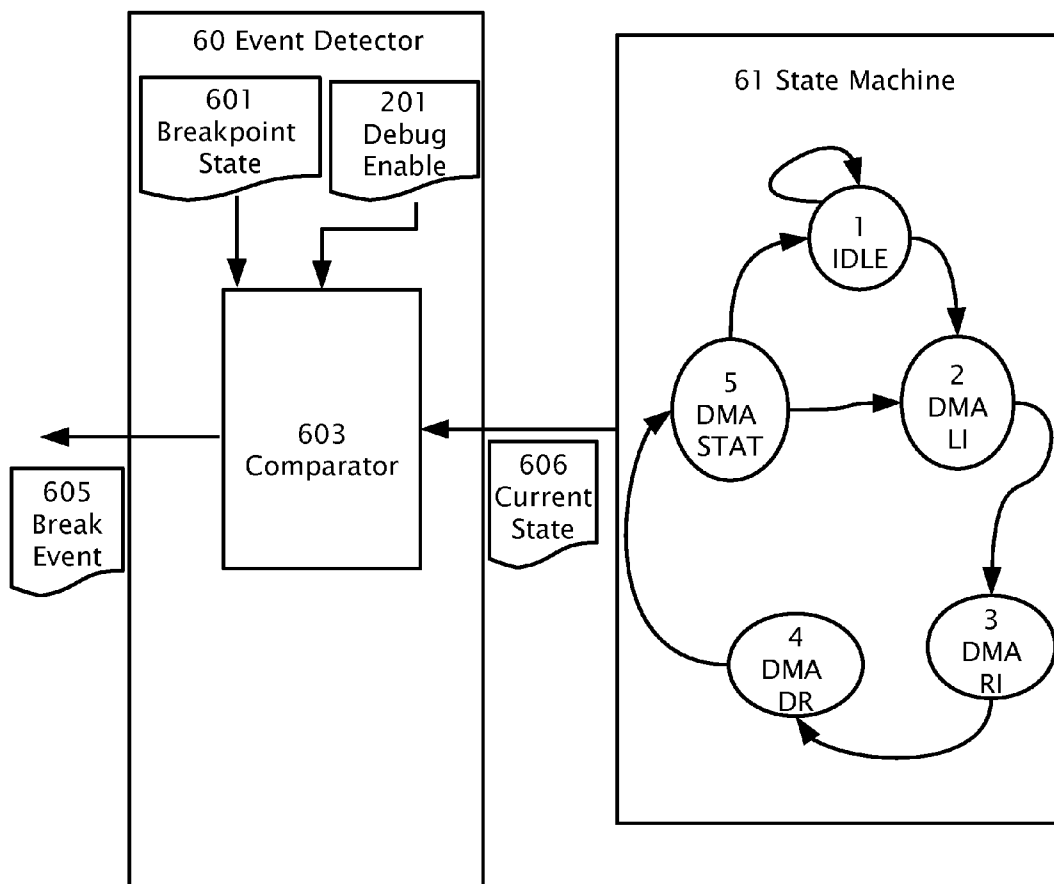 60 Event Detector
601
Breakpoint
State
201
Debug
Enable
603
Comparator
605
Break
Event
606
Current
State
61 State Machine
1
IDLE
2
DMA
LI
3
DMA
RI
4
DMA
DR
5
DMA
STAT